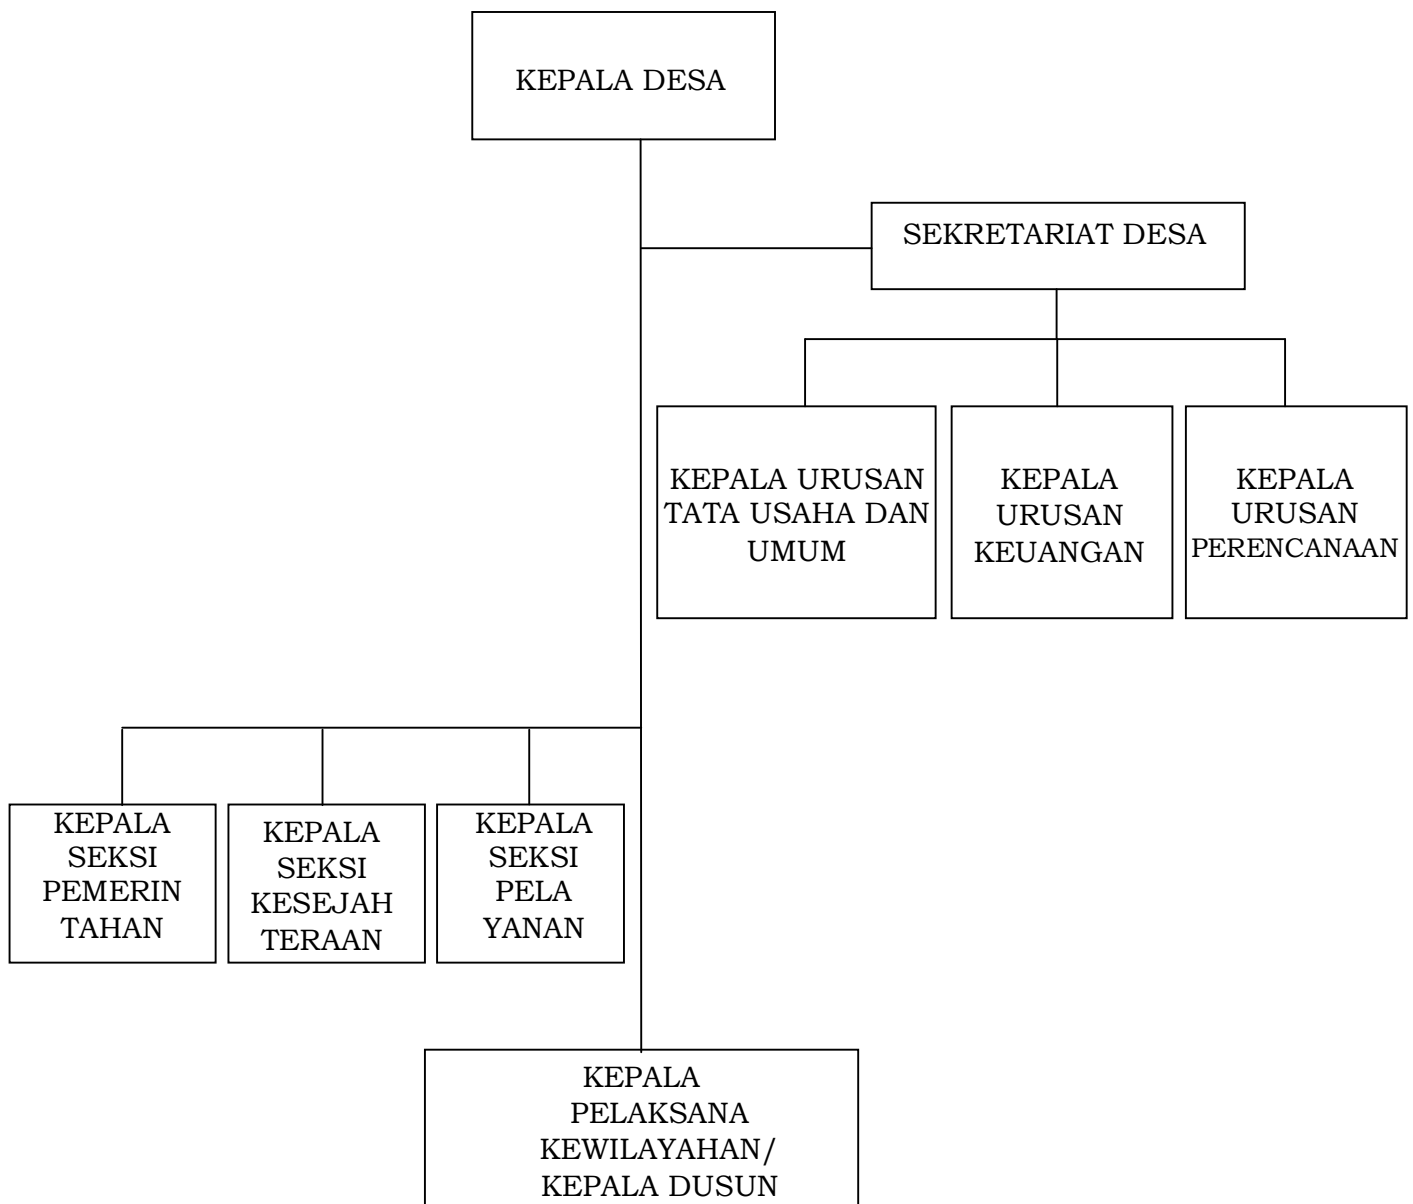 KEPALA DESA
SEKRETARIAT DESA
KEPALA URUSAN
TATA USAHA DAN
UMUM
KEPALA
URUSAN
KEUANGAN
KEPALA
URUSAN
PERENCANAAN
KEPALA
SEKSI
PEMERIN
TAHAN
KEPALA
SEKSI
KESEJAH
TERAAN
KEPALA
SEKSI
PELA
YANAN
KEPALA
PELAKSANA
KEWILAYAHAN/
KEPALA DUSUN